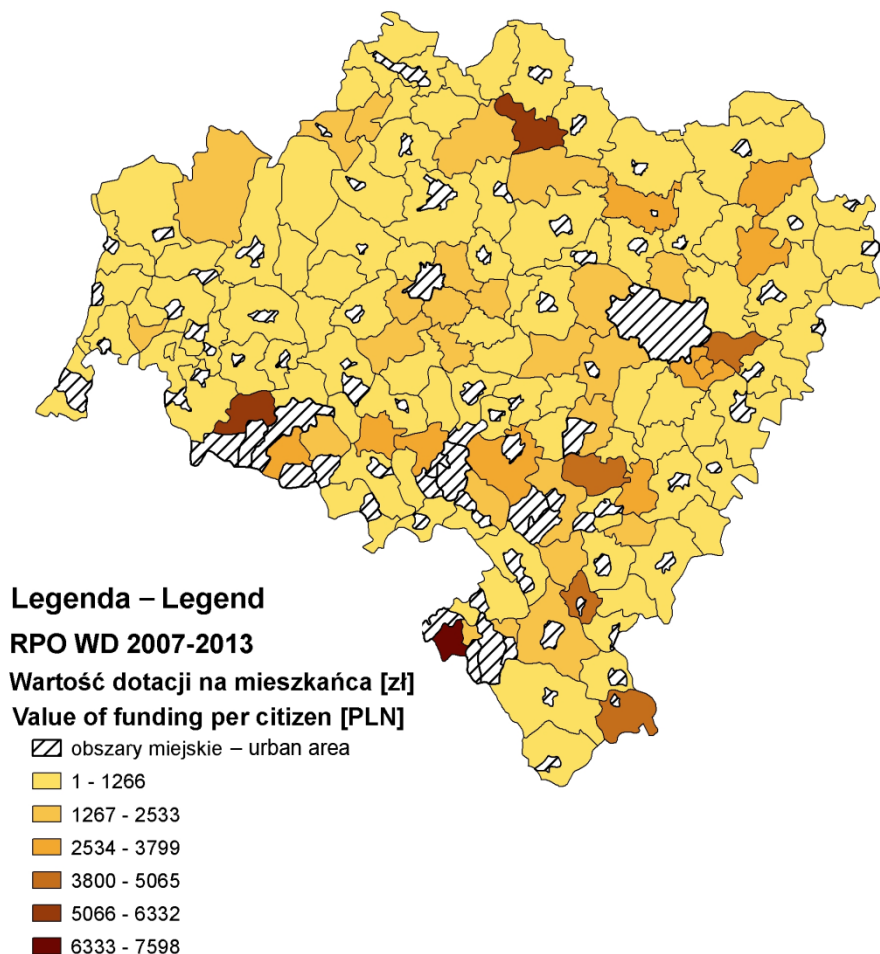 Legenda – Legend
RPO WD 2007-2013
Wartość dotacji na mieszkańca [zł]
Value of funding per citizen [PLN]
obszary miejskie – urban area
1 - 1266
1267 - 2533
2534 - 3799
3800 - 5065
5066 - 6332
6333 - 7598